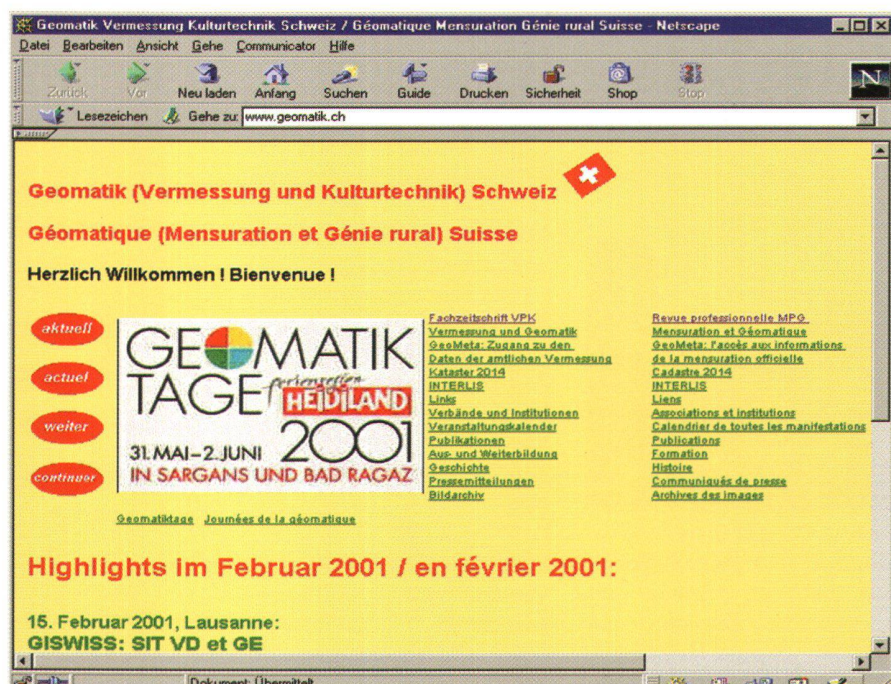 Geomatik Vermessung Kulturtechnik Schweiz / Géomatique Mensuration Génie rural Suisse - Netscape
Datei Bearbeiten Ansicht Gehe Communicator Hilfe
Zurück Vor Neu laden Anfang Suchen Guide Drucken Sicherheit Shop Stop
N
Lesezeichen Gehe zu: www.geomatik.ch
Geomatik (Vermessung und Kulturtechnik) Schweiz
Géomatique (Mensuration et Génie rural) Suisse
Herzlich Willkommen ! Bienvenue !
aktuell
actuel
weiter
continuer
GEOMATIK
TAGE ferienregion
HEIDILAND
2001
31. MAI–2. JUNI
IN SARGANS UND BAD RAGAZ
Geomatiktage Journées de la géomatique
Fachzeitschrift VPK
Vermessung und Geomatik
GeoMeta: Zugang zu den
Daten der amtlichen Vermessung
Kataster 2014
INTERLIS
Links
Verbände und Institutionen
Veranstaltungskalender
Publikationen
Aus- und Weiterbildung
Geschichte
Pressemitteilungen
Bildarchiv
Revue professionnelle MPG
Mensuration et Géomatique
GeoMeta: l'accès aux informations
de la mensuration officielle
Cadastre 2014
INTERLIS
Liens
Associations et institutions
Calendrier de toutes les manifestations
Publications
Formation
Histoire
Communiqués de presse
Archives des images
Highlights im Februar 2001 / en février 2001:
15. Februar 2001, Lausanne:
GISWISS: SIT VD et GE
Dokument: Übermittelt